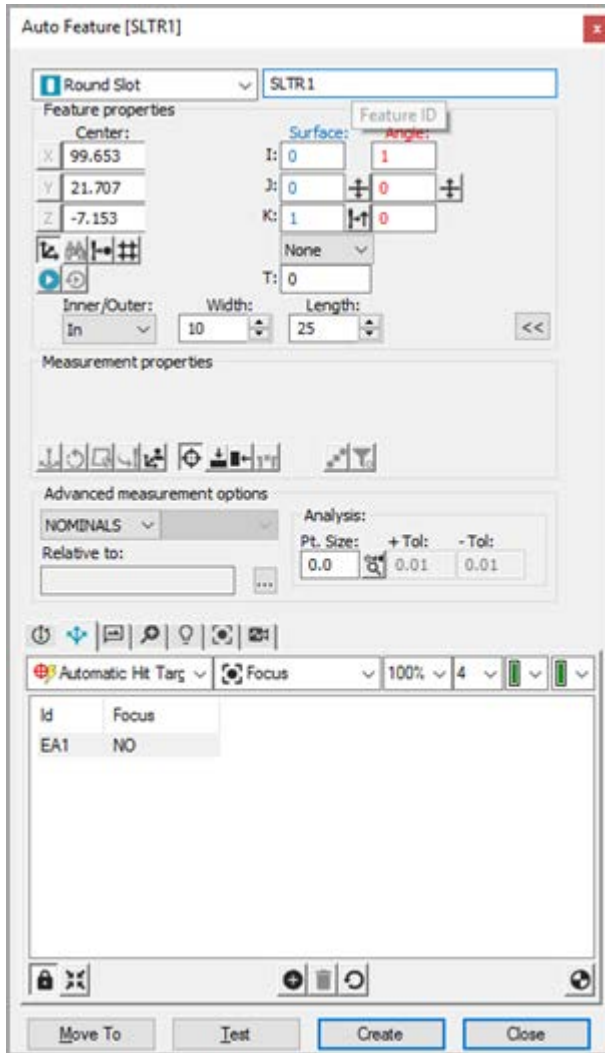 Auto Feature [SLTR1]
x
Round Slot SLTR1
Feature properties Feature ID
Center: Surface: Angle:
X 99.653 I: 0 1
Y 21.707 J: 0 0
Z -7.153 K: 1 0
None
T: 0
Inner/Outer: Width: Length:
In 10 25 <<
Measurement properties
Advanced measurement options
NOMINALS Analysis:
Pt. Size: + Tol: - Tol:
Relative to: 0.0 0.01 0.01
...
Automatic Hit Targ Focus 100% 4
Id Focus
EA1 NO
Move To Test Create Close